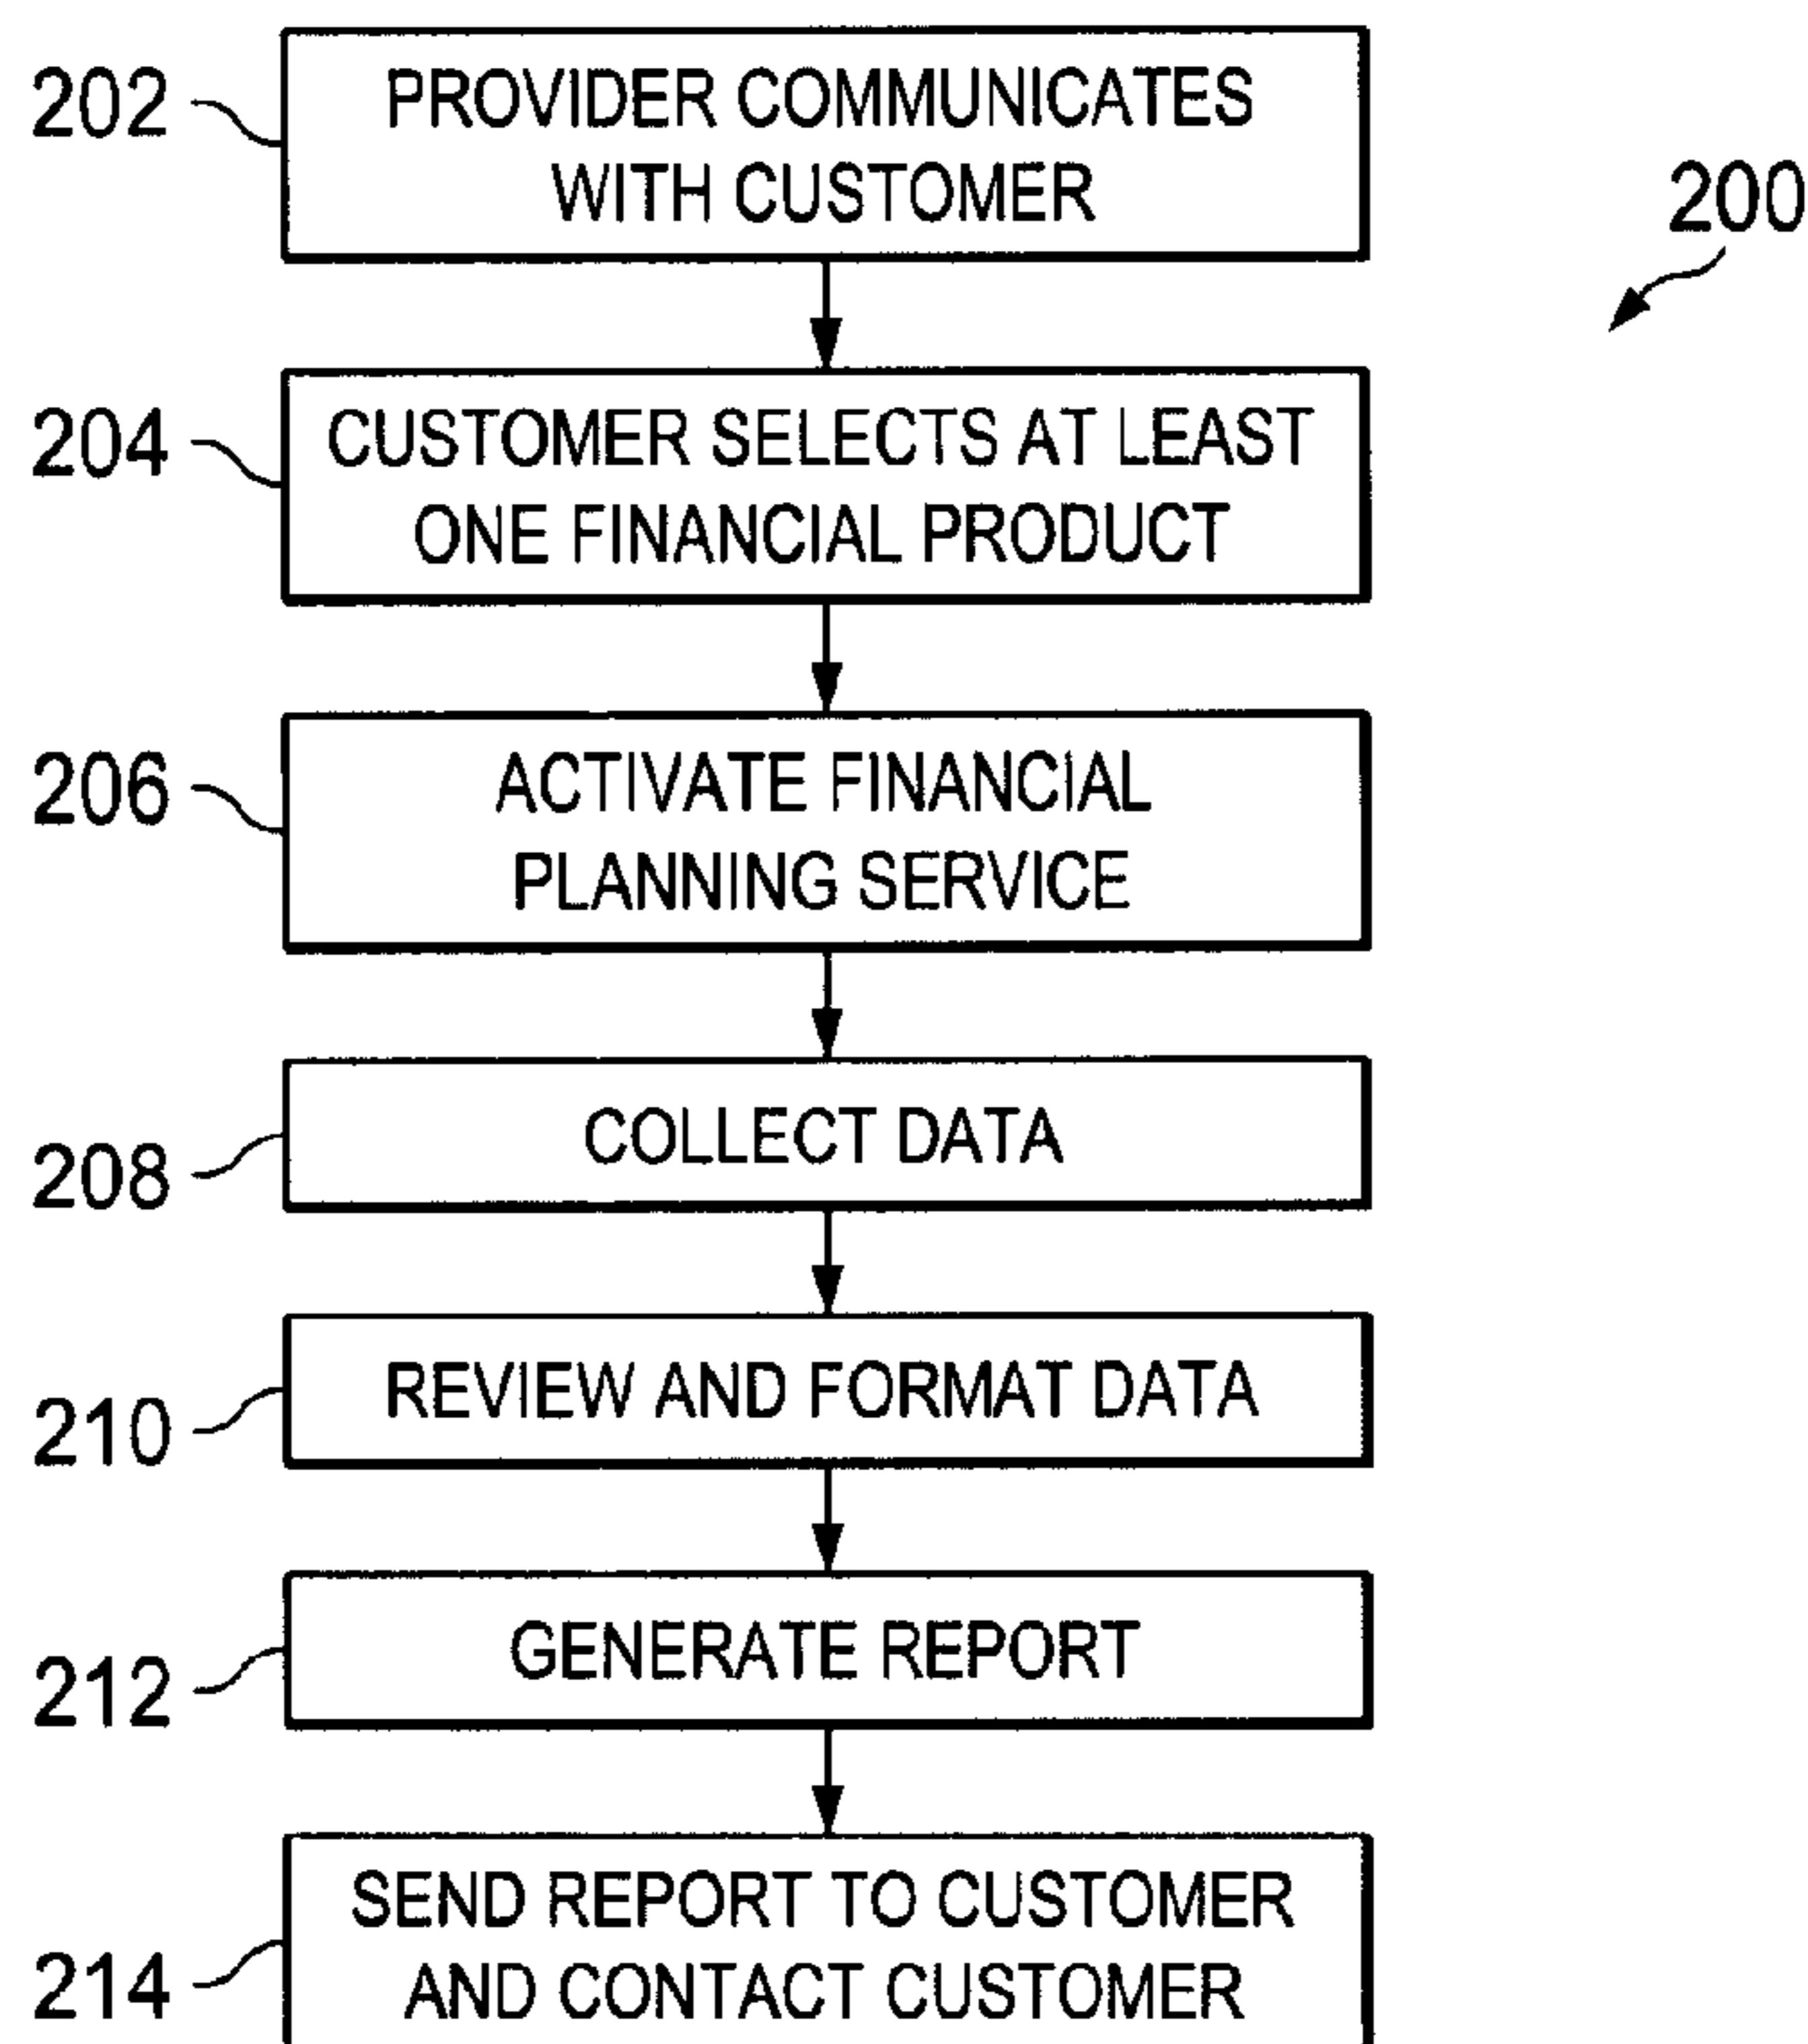 202
PROVIDER COMMUNICATES
WITH CUSTOMER
200
204
CUSTOMER SELECTS AT LEAST
ONE FINANCIAL PRODUCT
206
ACTIVATE FINANCIAL
PLANNING SERVICE
208
COLLECT DATA
210
REVIEW AND FORMAT DATA
212
GENERATE REPORT
214
SEND REPORT TO CUSTOMER
AND CONTACT CUSTOMER